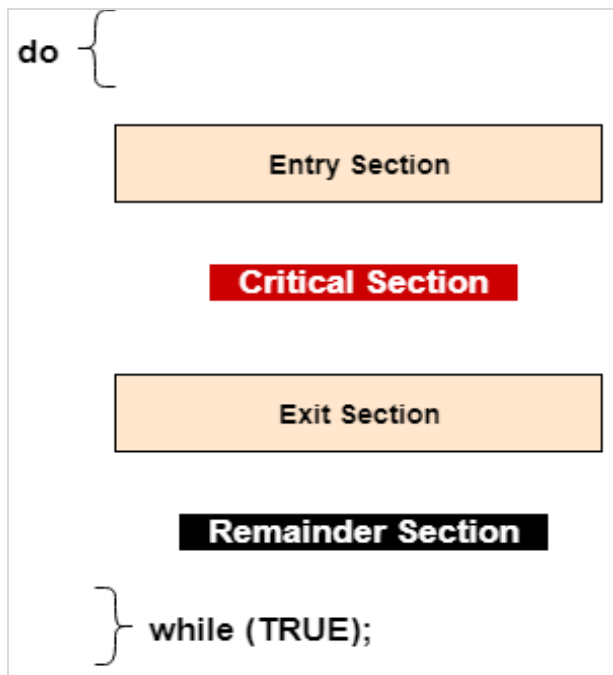 do {
Entry Section
Critical Section
Exit Section
Remainder Section
} while (TRUE);